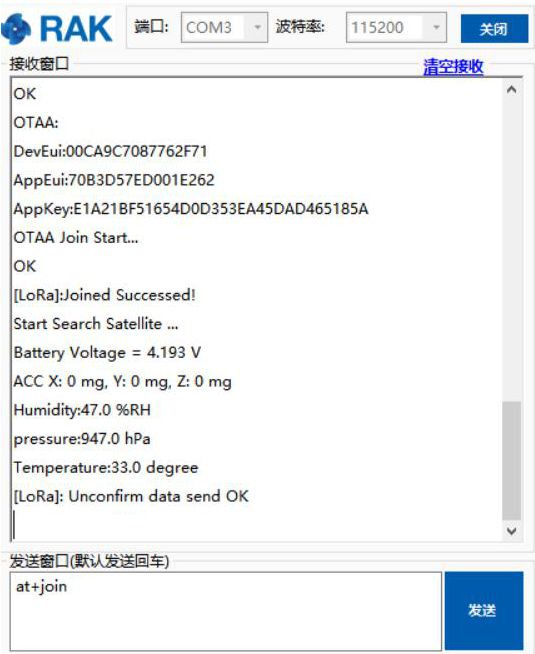 RAK 端口: COM3 波特率: 115200 关闭
接收窗口 清空接收
OK
OTAA:
DevEui:00CA9C7087762F71
AppEui:70B3D57ED001E262
AppKey:E1A21BF51654D0D353EA45DAD465185A
OTAA Join Start...
OK
[LoRa]:Joined Successed!
Start Search Satellite ...
Battery Voltage = 4.193 V
ACC X: 0 mg, Y: 0 mg, Z: 0 mg
Humidity:47.0 %RH
pressure:947.0 hPa
Temperature:33.0 degree
[LoRa]: Unconfirm data send OK
发送窗口(默认发送回车)
at+join
发送